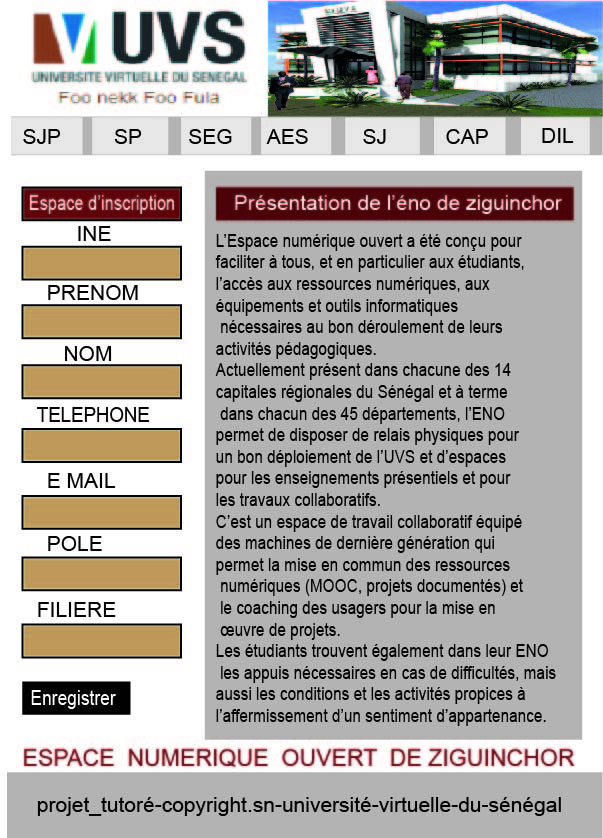 UVS
UNIVERSITE VIRTUELLE DU SENEGAL
Foo nekk Foo Fula
SJP SP SEG AES SJ CAP DIL
Espace d’inscription
INE
PRENOM
NOM
TELEPHONE
E MAIL
POLE
FILIERE
Enregistrer
Présentation de l’éno de ziguinchor
L’Espace numérique ouvert a été conçu pour
faciliter à tous, et en particulier aux étudiants,
l’accès aux ressources numériques, aux
équipements et outils informatiques
nécessaires au bon déroulement de leurs
activités pédagogiques.
Actuellement présent dans chacune des 14
capitales régionales du Sénégal et à terme
dans chacun des 45 départements, l’ENO
permet de disposer de relais physiques pour
un bon déploiement de l’UVS et d’espaces
pour les enseignements présentiels et pour
les travaux collaboratifs.
C’est un espace de travail collaboratif équipé
des machines de dernière génération qui
permet la mise en commun des ressources
numériques (MOOC, projets documentés) et
le coaching des usagers pour la mise en
œuvre de projets.
Les étudiants trouvent également dans leur ENO
les appuis nécessaires en cas de difficultés, mais
aussi les conditions et les activités propices à
l’affermissement d’un sentiment d’appartenance.
ESPACE NUMERIQUE OUVERT DE ZIGUINCHOR
projet_tutoré-copyright.sn-université-virtuelle-du-sénégal